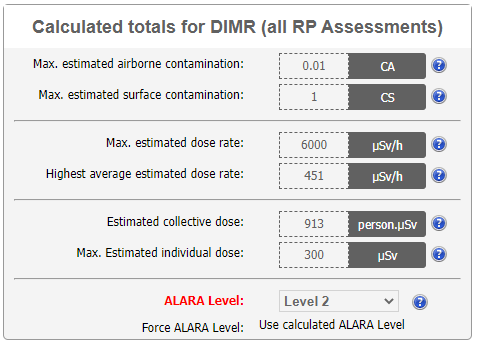 Calculated totals for DIMR (all RP Assessments)
Max. estimated airborne contamination: 0.01 CA ?
Max. estimated surface contamination: 1 CS ?
Max. estimated dose rate: 6000 µSv/h ?
Highest average estimated dose rate: 451 µSv/h ?
Estimated collective dose: 913 person.µSv ?
Max. Estimated individual dose: 300 µSv ?
ALARA Level: Level 2 ?
Force ALARA Level: Use calculated ALARA Level